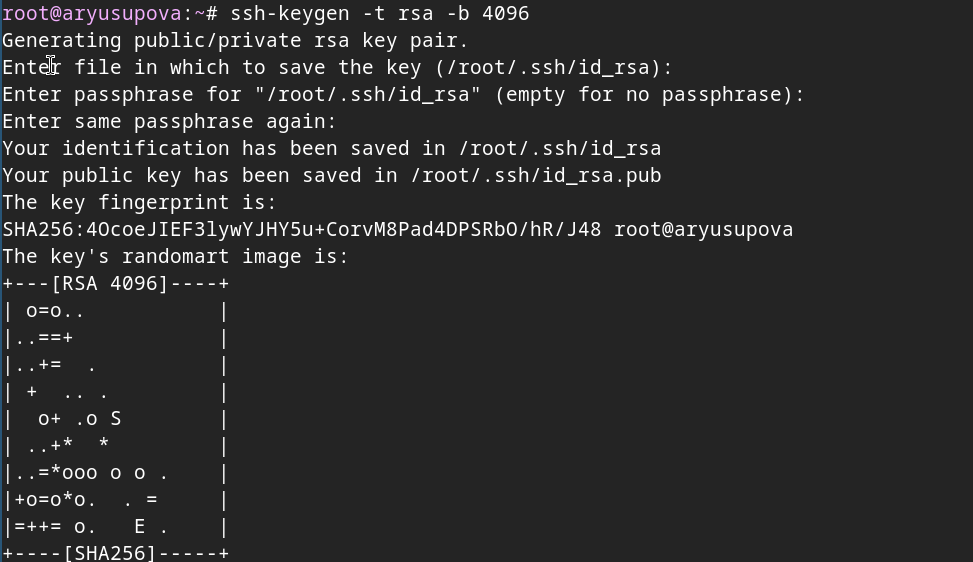 root@aryusupova:~# ssh-keygen -t rsa -b 4096
Generating public/private rsa key pair.
Enter file in which to save the key (/root/.ssh/id_rsa):
Enter passphrase for "/root/.ssh/id_rsa" (empty for no passphrase):
Enter same passphrase again:
Your identification has been saved in /root/.ssh/id_rsa
Your public key has been saved in /root/.ssh/id_rsa.pub
The key fingerprint is:
SHA256:4OcoeJIEF3lywYJHY5u+CorvM8Pad4DPSRbO/hR/J48 root@aryusupova
The key's randomart image is:
+---[RSA 4096]----+
| o=o..           |
|..==+            |
|..+=  .          |
| +  .. .         |
|  o+ .o S        |
| ..+*  *         |
|..=*ooo o o .    |
|+o=o*o.  . =     |
|=++= o.   E .    |
+----[SHA256]-----+